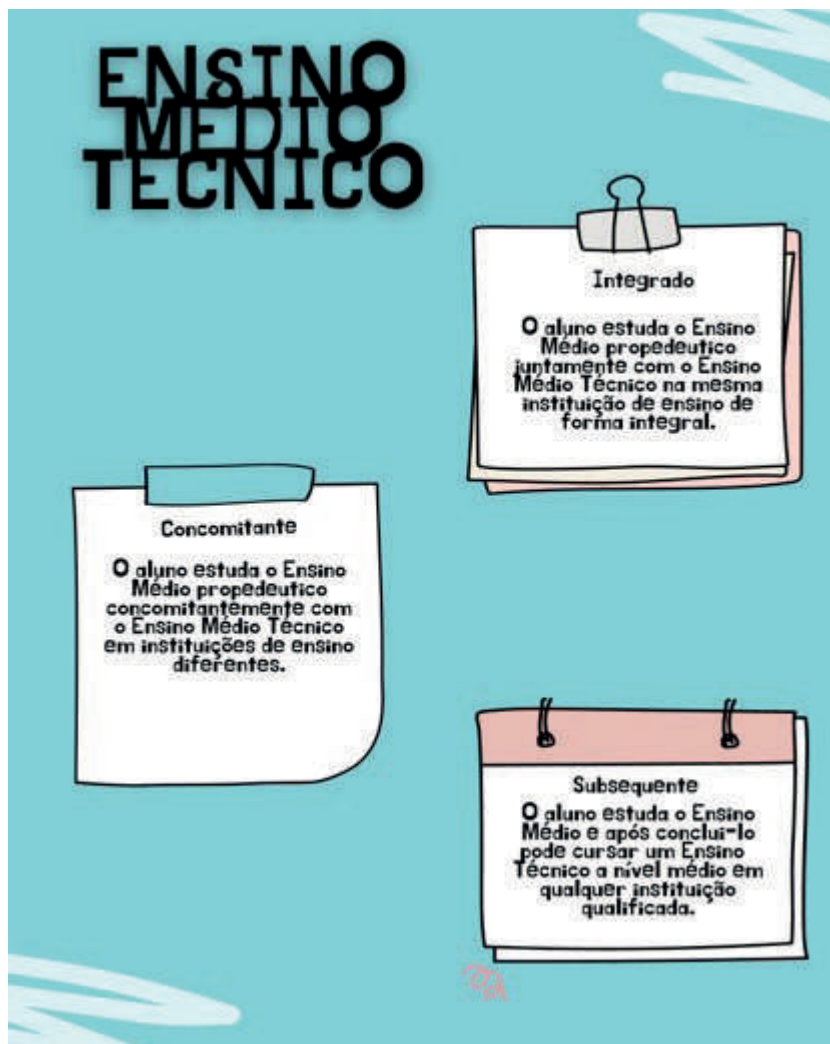 ENSINO
MÉDIO
TÉCNICO
Integrado
O aluno estuda o Ensino
Médio propedeutico
juntamente com o Ensino
Médio Técnico na mesma
instituição de ensino de
forma integral.
Concomitante
O aluno estuda o Ensino
Médio propedeutico
concomitantemente com
o Ensino Médio Técnico
em instituições de ensino
diferentes.
Subsequente
O aluno estuda o Ensino
Médio e após concluí-lo
pode cursar um Ensino
Técnico a nível médio em
qualquer instituição
qualificada.